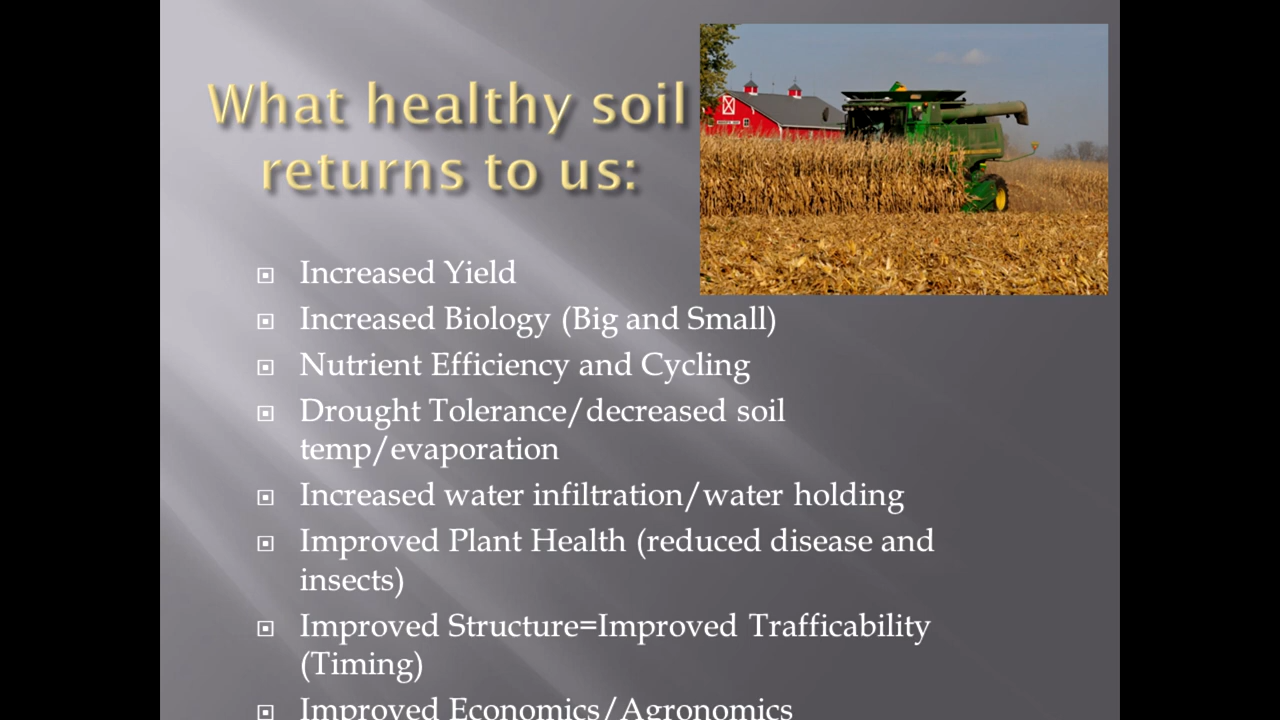 What healthy soil
returns to us:
Increased Yield
Increased Biology (Big and Small)
Nutrient Efficiency and Cycling
Drought Tolerance/decreased soil
temp/evaporation
Increased water infiltration/water holding
Improved Plant Health (reduced disease and
insects)
Improved Structure=Improved Trafficability
(Timing)
Improved Economics/Agronomics